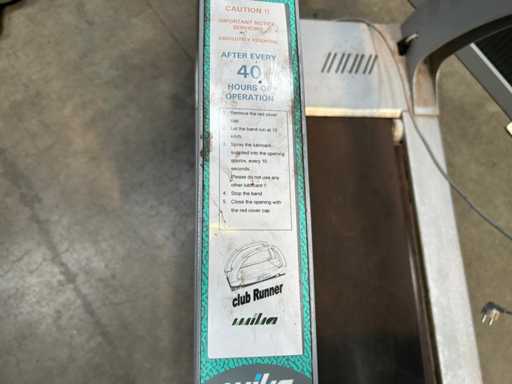 CAUTION !!
IMPORTANT NOTICE
SERVICING
ABSOLUTELY ESSENTIAL
AFTER EVERY
40
HOURS OF
OPERATION
1. Remove the red cover
cap
2. Let the band run at 10
km/h
3. Spray the lubricant
supplied into the opening
approx. every 10
seconds
Please do not use any
other lubricant !!
4. Stop the band
5. Close the opening with
the red cover cap
club Runner